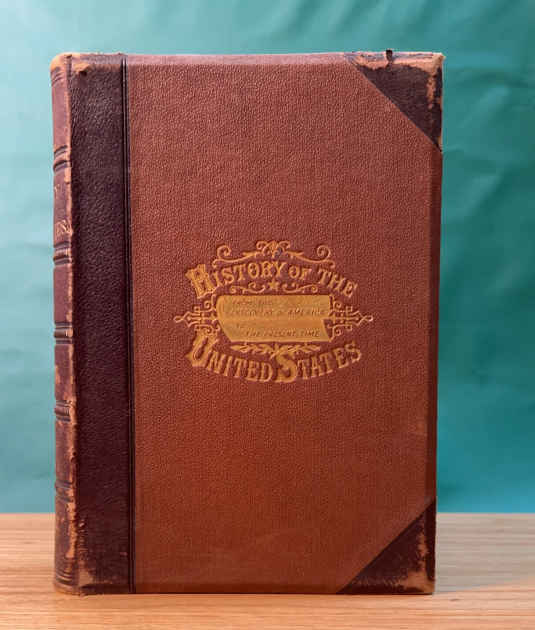 HISTORY OF THE
FROM THE
DISCOVERY OF AMERICA
TO
THE PRESENT TIME
UNITED STATES